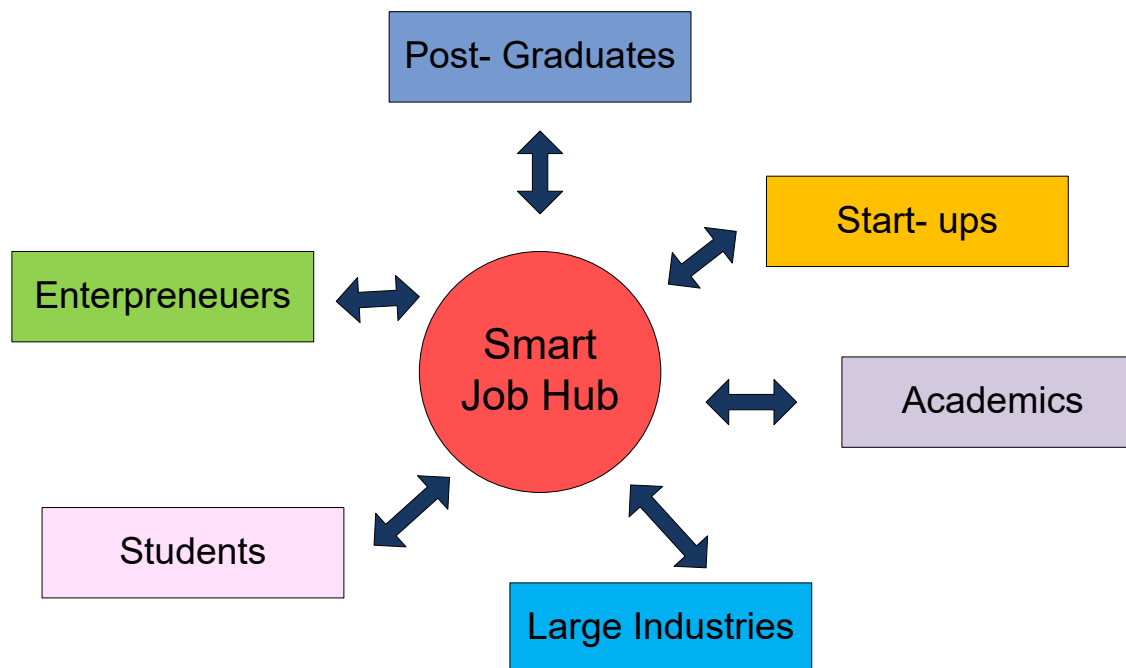 Post- Graduates
Start- ups
Enterpreneuers
Smart
Job Hub
Academics
Students
Large Industries